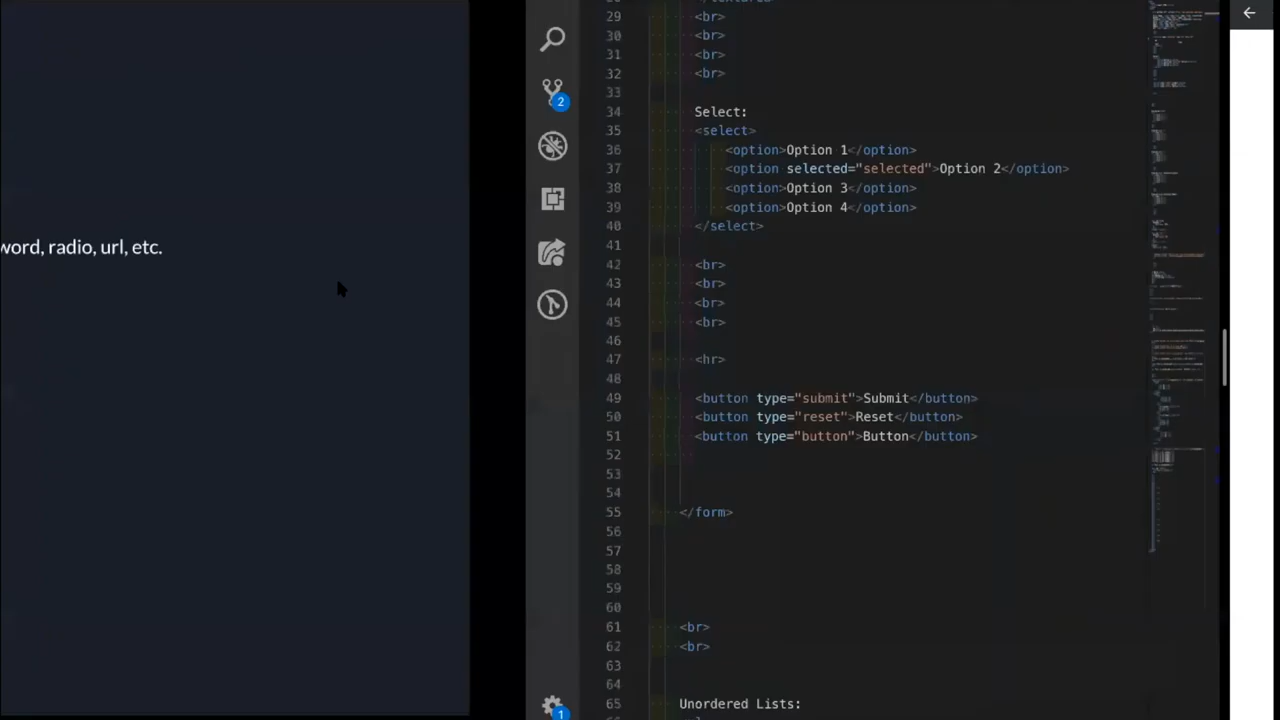 word, radio, url, etc.
2
1
29 <br>
30 <br>
31 <br>
32 <br>
33
34 Select:
35 <select>
36 <option>Option 1</option>
37 <option selected="selected">Option 2</option>
38 <option>Option 3</option>
39 <option>Option 4</option>
40 </select>
41
42 <br>
43 <br>
44 <br>
45 <br>
46
47 <hr>
48
49 <button type="submit">Submit</button>
50 <button type="reset">Reset</button>
51 <button type="button">Button</button>
52
53
54
55 </form>
56
57
58
59
60
61 <br>
62 <br>
63
64
65 Unordered Lists: